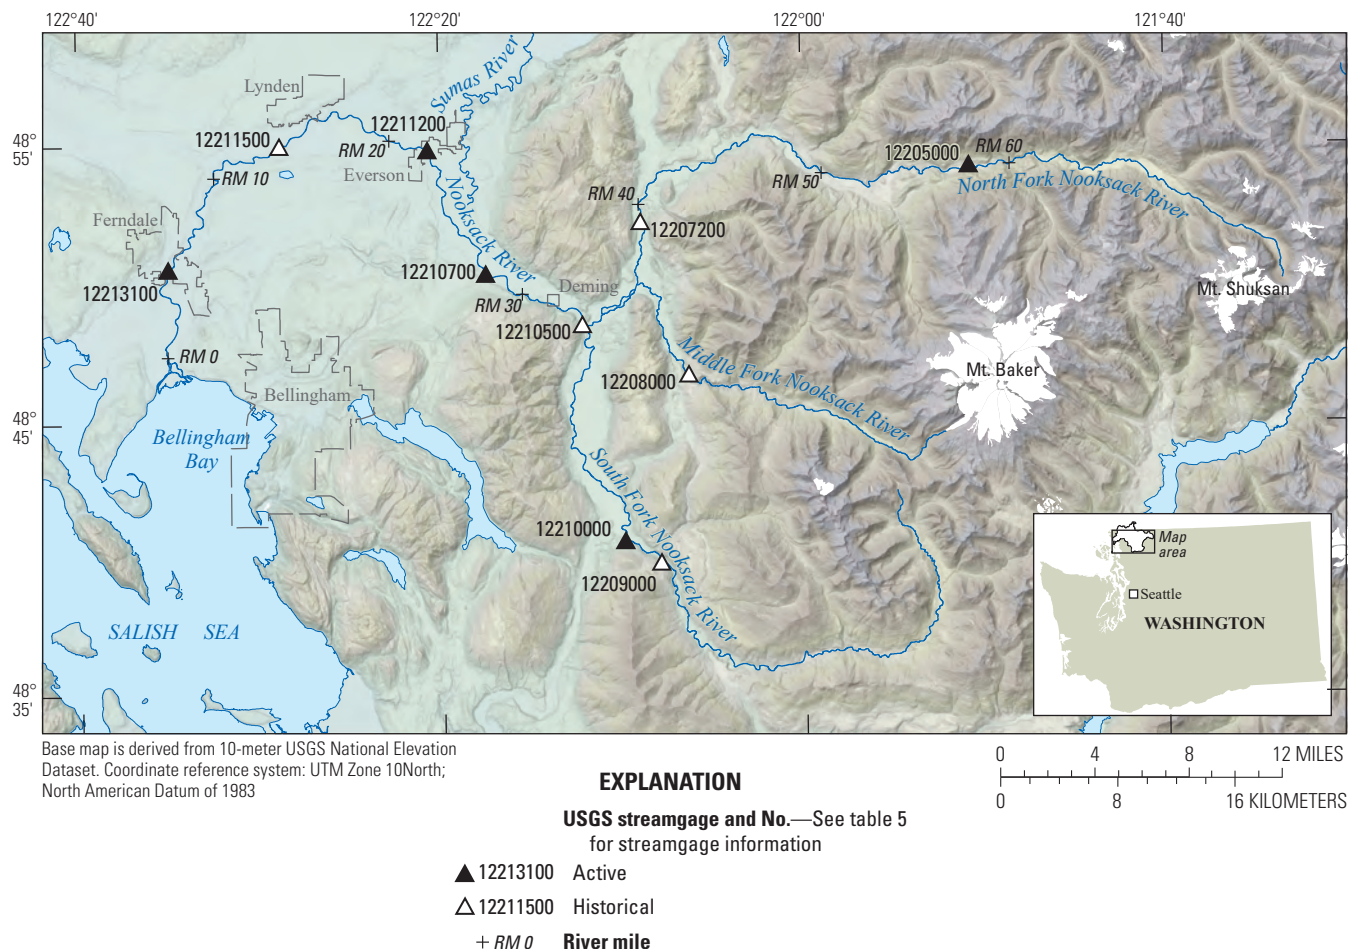 122°40' 122°20' 122°00' 121°40'
Sumas River
Lynden
12211500
12211200
48°
55'
RM 20
12205000
RM 60
Everson
RM 10
RM 50
North Fork Nooksack River
Nooksack River
RM 40
Ferndale
12207200
12210700
Deming
Mt. Shuksan
12213100
RM 30
12210500
RM 0
Middle Fork Nooksack River
Mt. Baker
12208000
Bellingham
48°
45'
Bellingham
Bay
South Fork Nooksack River
12210000
Map
area
12209000
Seattle
SALISH SEA
WASHINGTON
48°
35'
Base map is derived from 10-meter USGS National Elevation
Dataset. Coordinate reference system: UTM Zone 10North;
North American Datum of 1983
0 4 8 12 MILES
0 8 16 KILOMETERS
EXPLANATION
USGS streamgage and No.—See table 5
for streamgage information
12213100 Active
12211500 Historical
RM 0 River mile